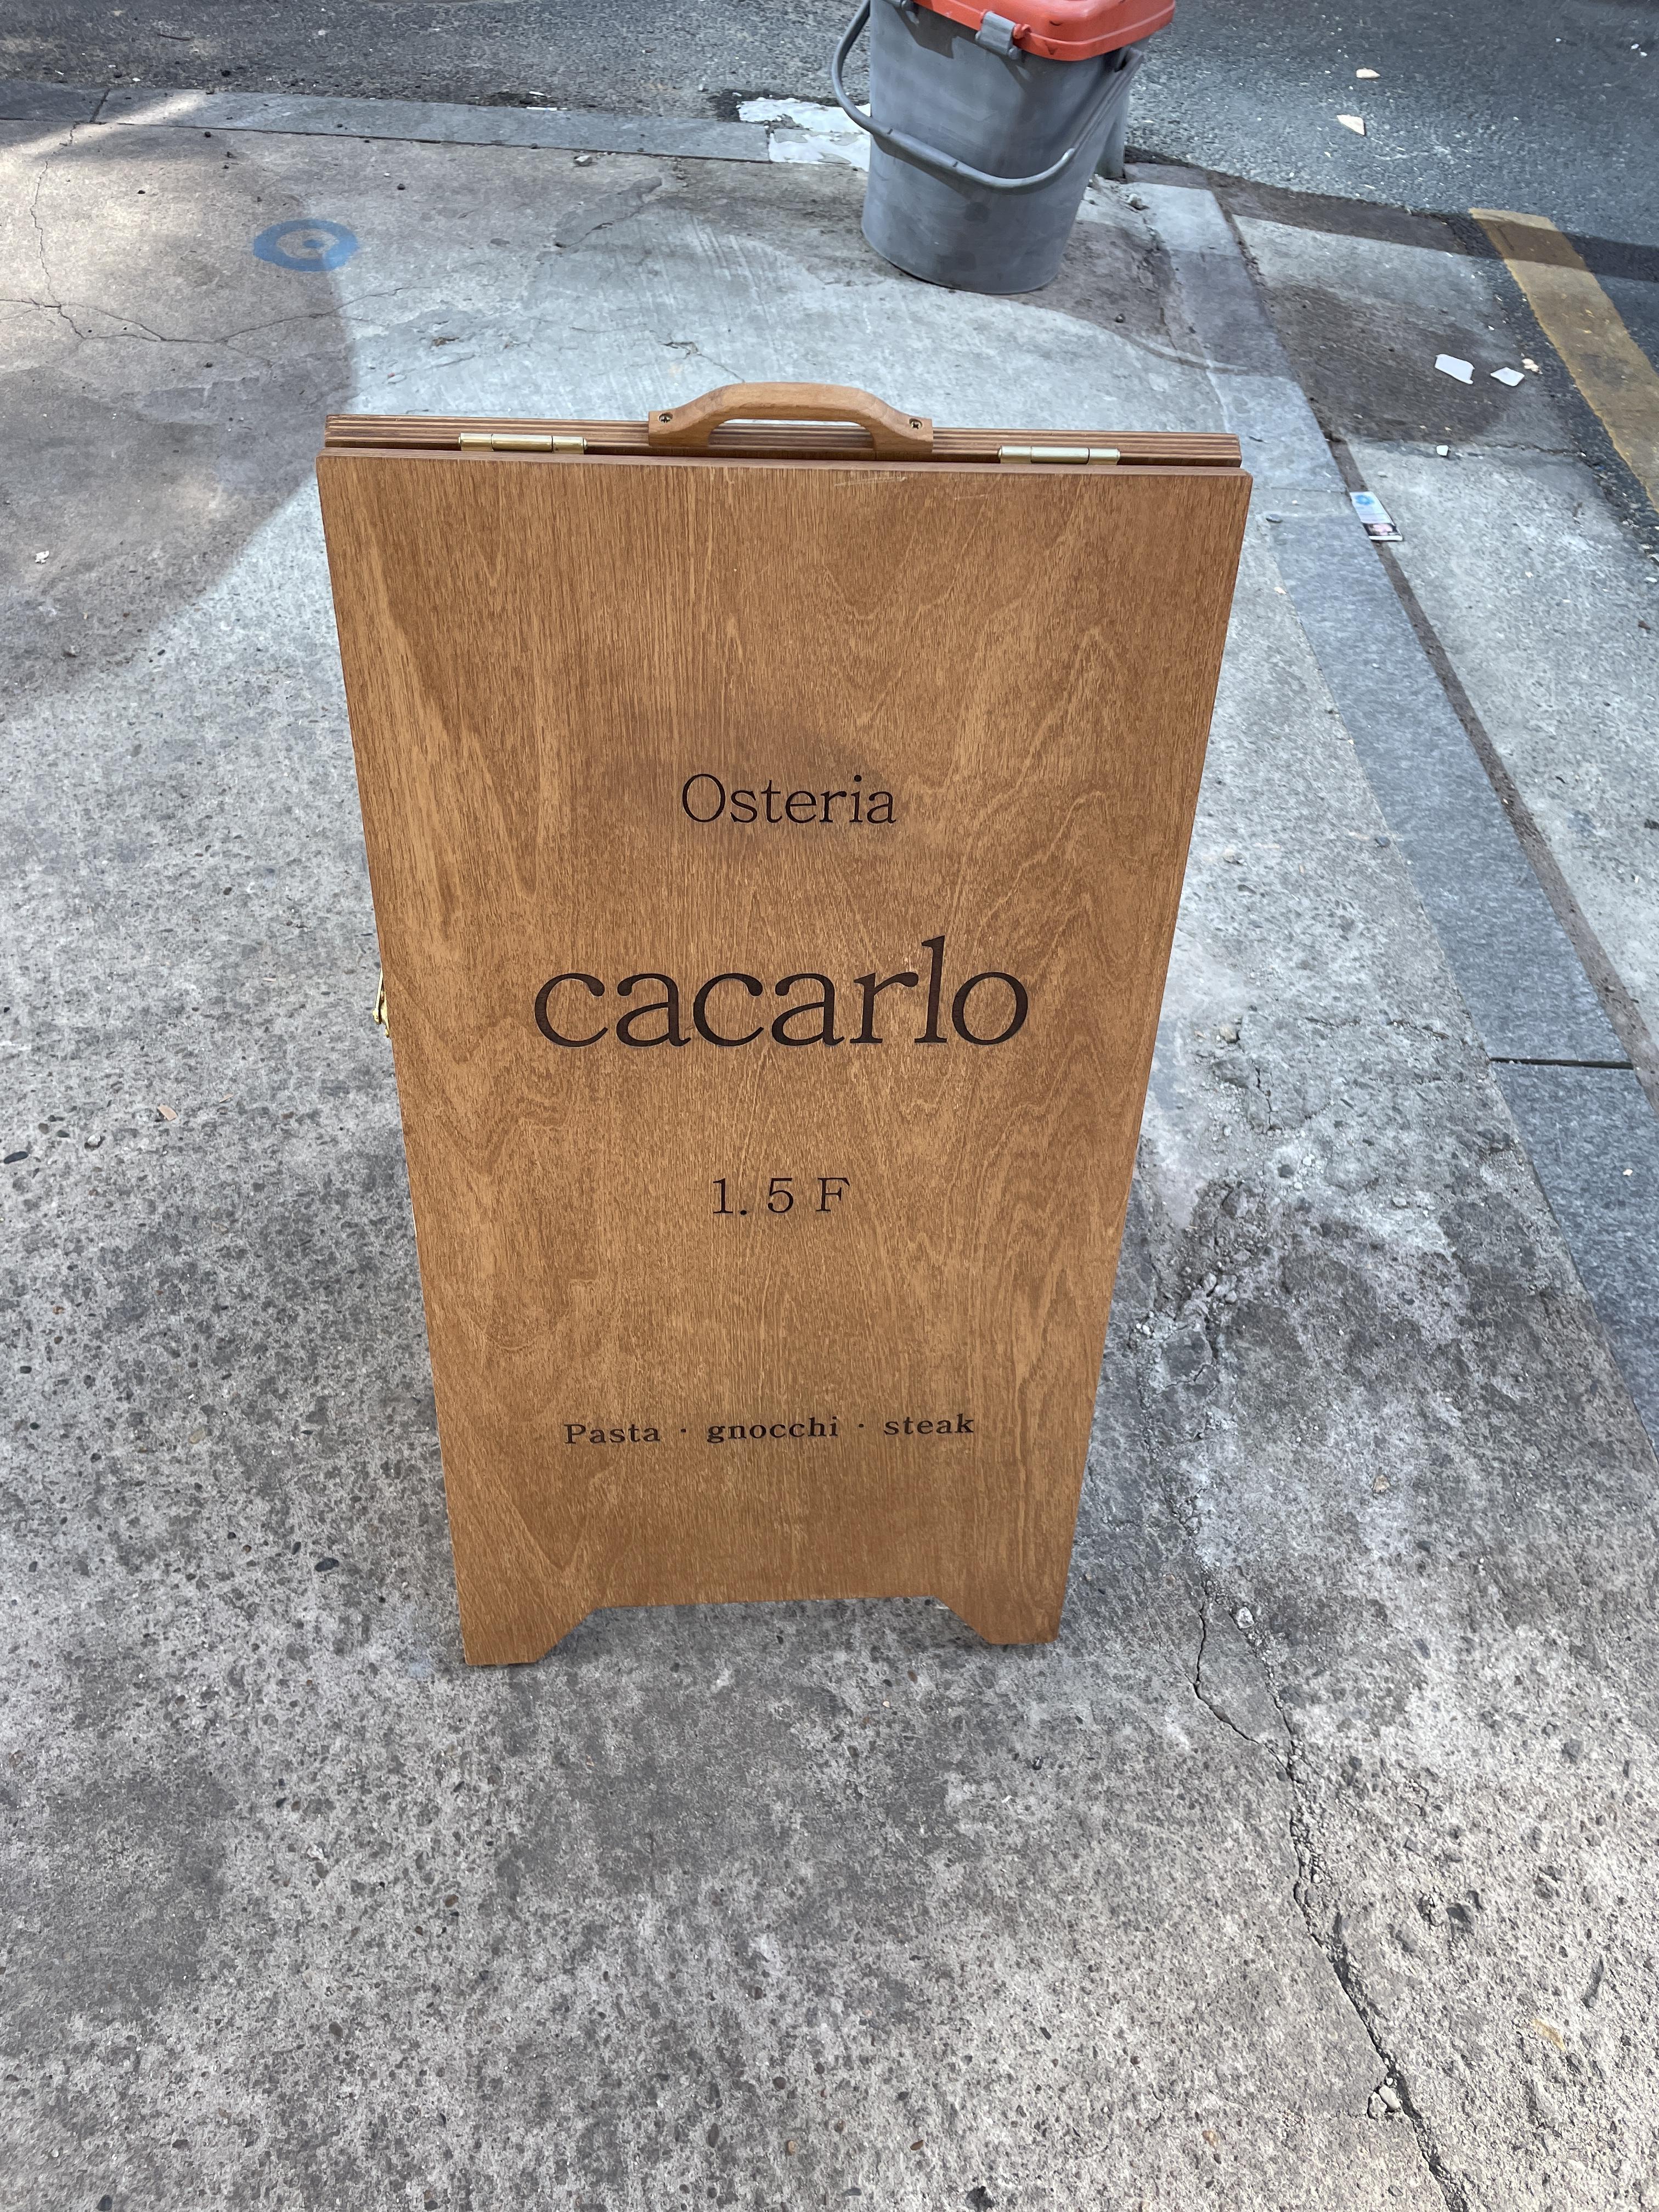 Osteria
cacarlo
1.5 F
Pasta · gnocchi · steak